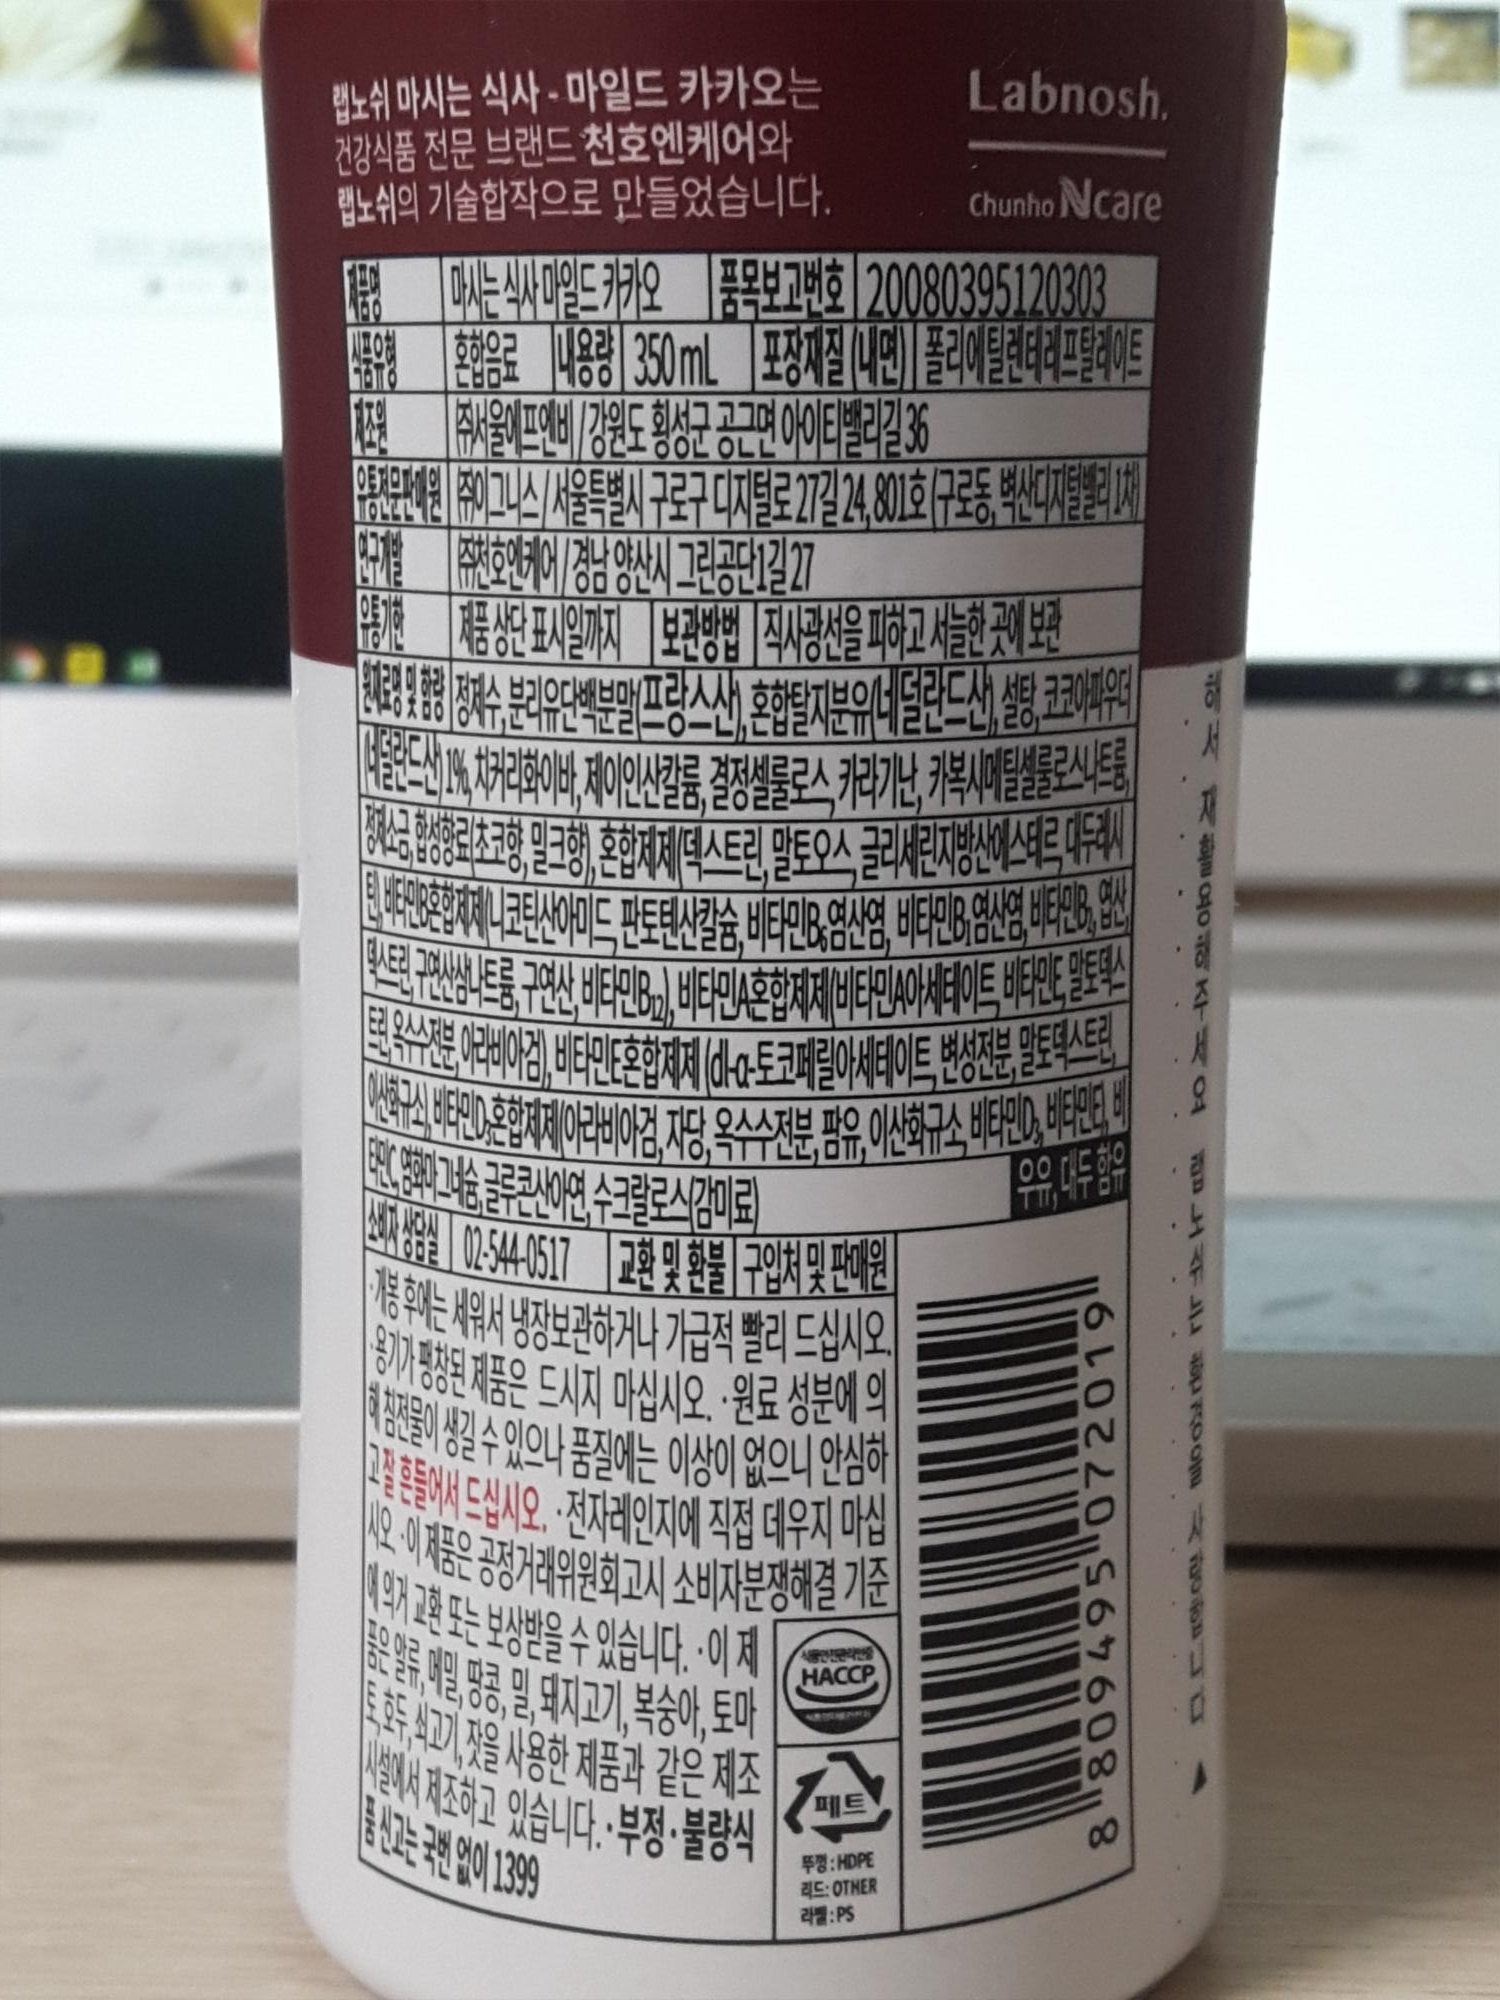 랩노쉬 마시는 식사 - 마일드 카카오는
건강식품 전문 브랜드 천호엔케어와
랩노쉬의 기술합작으로 만들었습니다.
Labnosh.
Chunho Ncare
제품명 마시는 식사 마일드 카카오 품목보고번호 20080395120303
식품유형 혼합음료 내용량 350 mL 포장재질 (내면) 폴리에틸렌테레프탈레이트
제조원 ㈜서울에프엔비 / 강원도 횡성군 공근면 아이티밸리길 36
유통전문판매원 ㈜이그니스 / 서울특별시 구로구 디지털로 27길 24, 801호 (구로동, 벽산디지털밸리 1차)
연구개발 ㈜천호엔케어 / 경남 양산시 그린공단1길 27
유통기한 제품 상단 표시일까지 보관방법 직사광선을 피하고 서늘한 곳에 보관
원재료명 및 함량 정제수, 분리유단백분말(프랑스산), 혼합탈지분유(네덜란드산), 설탕, 코코아파우더
(네덜란드산) 1%, 치커리화이바, 제이인산칼륨, 결정셀룰로스, 카라기난, 카복시메틸셀룰로스나트륨,
정제소금, 합성향료(초코향, 밀크향), 혼합제제(덱스트린, 말토오스, 글리세린지방산에스테르, 대두레시
틴), 비타민B혼합제제(니코틴산아미드, 판토텐산칼슘, 비타민B₆염산염, 비타민B₁염산염, 비타민B₂, 엽산,
덱스트린, 구연산삼나트륨, 구연산, 비타민B₁₂), 비타민A혼합제제(비타민A아세테이트, 비타민E, 말토덱스
트린, 옥수수전분, 아라비아검), 비타민E혼합제제 (dl-α-토코페릴아세테이트, 변성전분, 말토덱스트린,
이산화규소), 비타민D₃혼합제제(아라비아검, 자당, 옥수수전분, 팜유, 이산화규소, 비타민D₃, 비타민E), 비
타민C, 염화마그네슘, 글루콘산아연, 수크랄로스(감미료)
우유, 대두 함유
소비자 상담실 02-544-0517 교환 및 환불 구입처 및 판매원
·개봉 후에는 세워서 냉장보관하거나 가급적 빨리 드십시오.
·용기가 팽창된 제품은 드시지 마십시오. ·원료 성분에 의
해 침전물이 생길 수 있으나 품질에는 이상이 없으니 안심하
고 잘 흔들어서 드십시오. ·전자레인지에 직접 데우지 마십
시오 ·이 제품은 공정거래위원회고시 소비자분쟁해결 기준
에 의거 교환 또는 보상받을 수 있습니다. ·이 제
품은 알류, 메밀, 땅콩, 밀, 돼지고기, 복숭아, 토마
토, 호두, 쇠고기, 잣을 사용한 제품과 같은 제조
시설에서 제조하고 있습니다. ·부정·불량식
품 신고는 국번 없이 1399
식품안전관리인증
HACCP
페트
뚜껑 : HDPE
리드 : OTHER
라벨 : PS
8 809495 072019
해서 재활용해주세요 랩노쉬는 환경을 사랑합니다 ▲